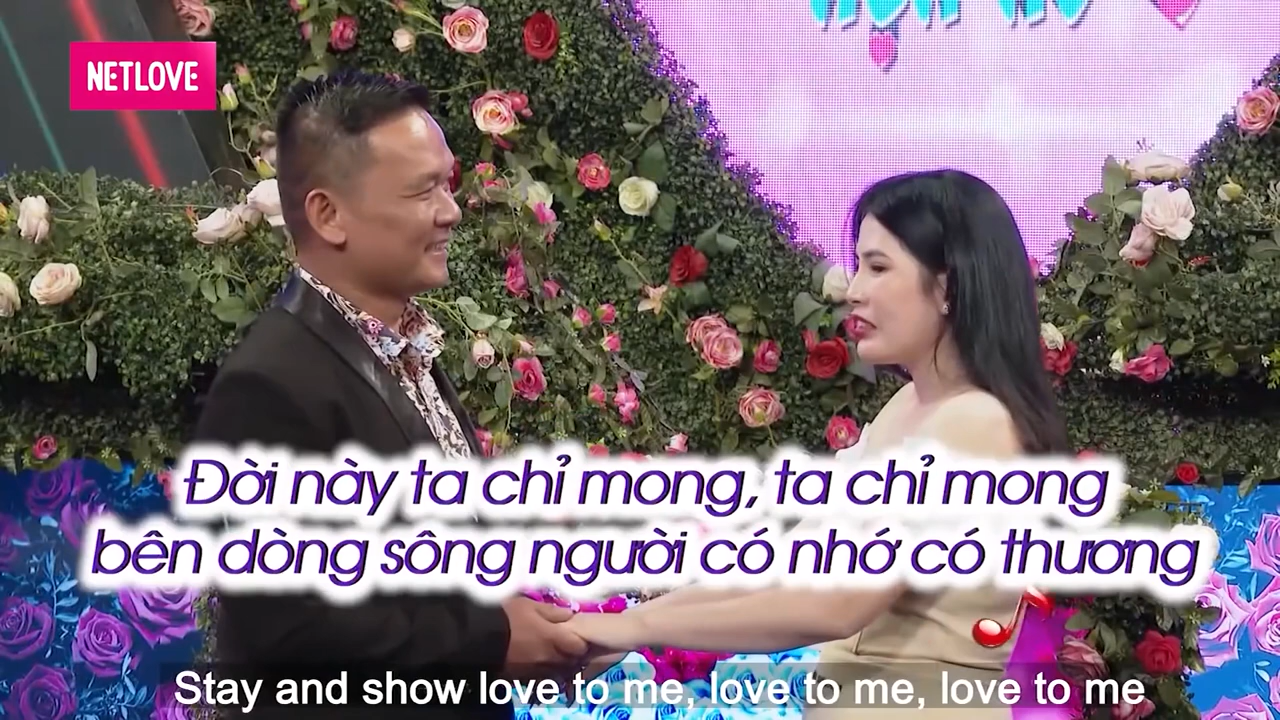 NETLOVE
Đời này ta chỉ mong, ta chỉ mong
bên dòng sông người có nhớ có thương
Stay and show love to me, love to me, love to me